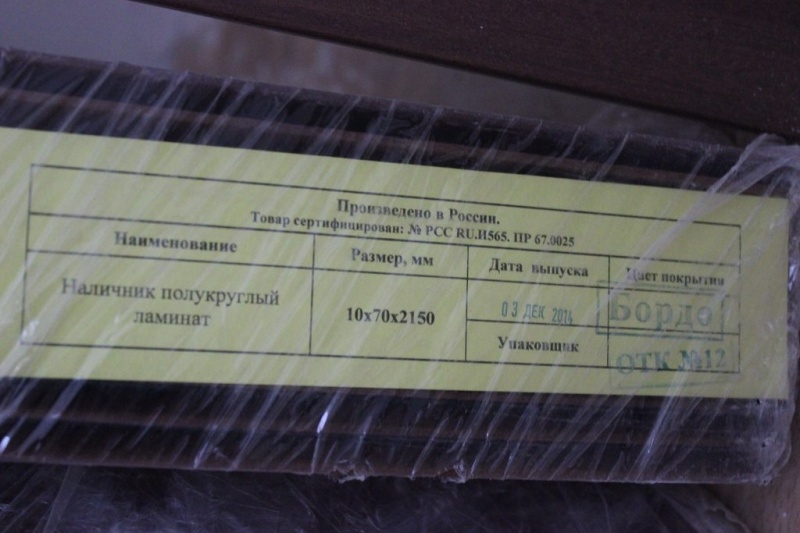 Произведено в России.
Товар сертифицирован: № РСС RU.И565. ПР 67.0025
Наименование
Размер, мм
Дата выпуска
Цвет покрытия
Наличник полукруглый
ламинат
10х70х2150
03 ДЕК 2014
Бордо
Упаковщик
ОТК №12